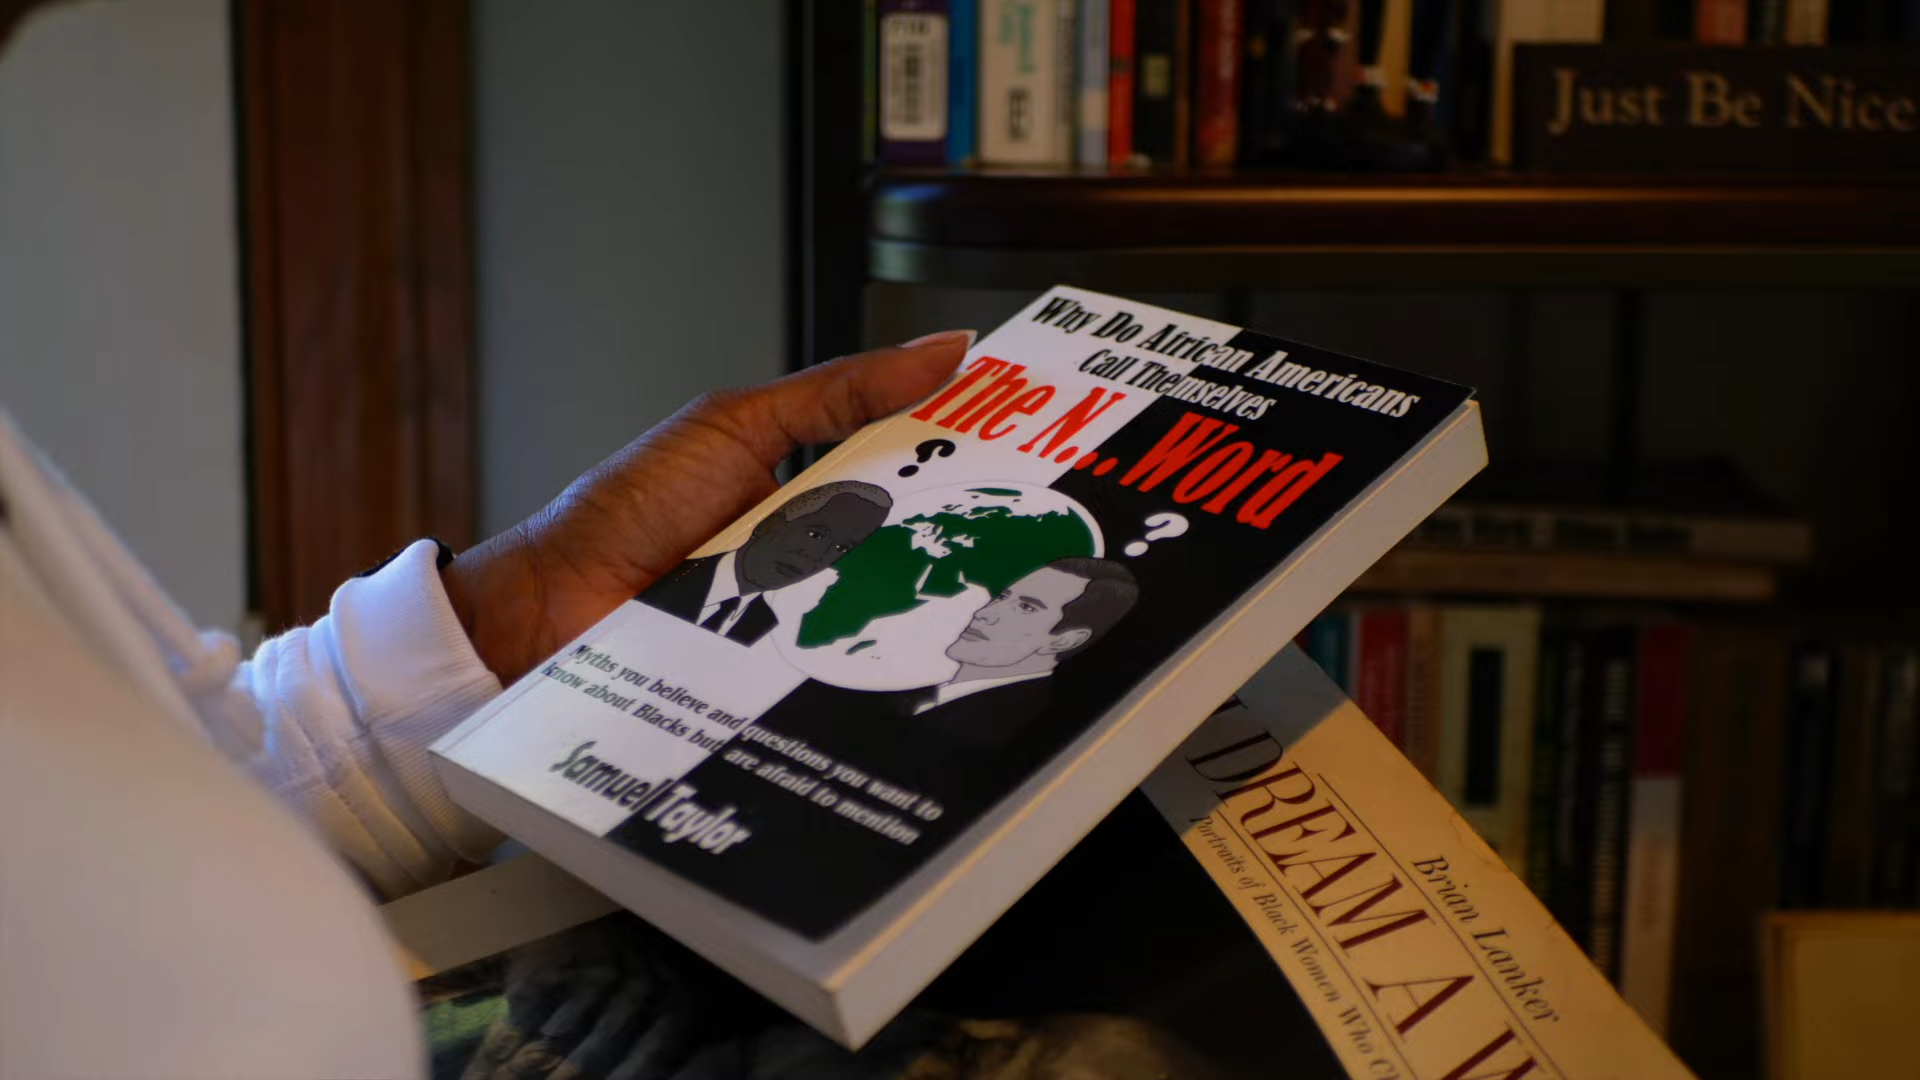 Just Be Nice
Why Do African Americans
Call Themselves
The N... Word
?
?
Myths you believe and questions you want to
know about Blacks but are afraid to mention
Samuel Taylor
Brian Lanker
DREAM A W
Portraits of Black Women Who